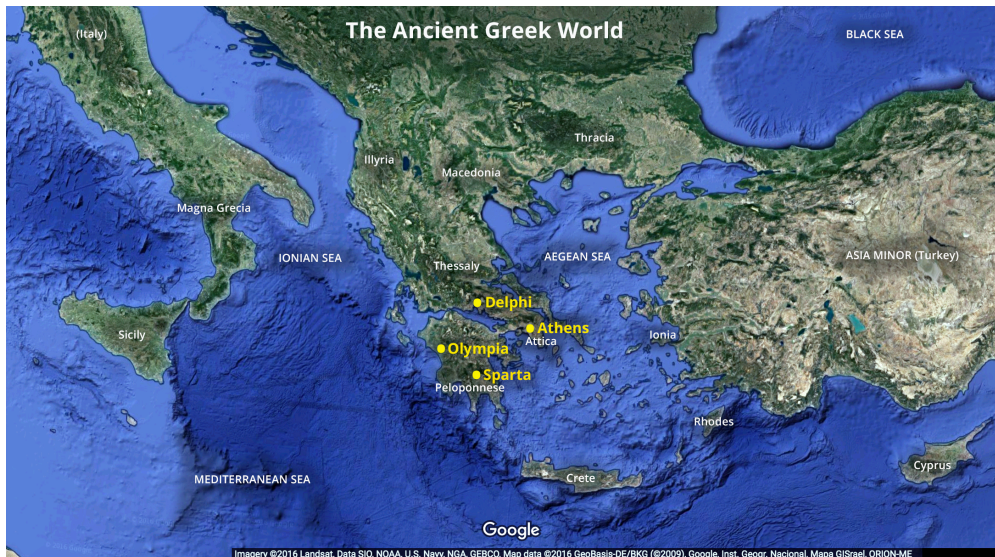 The Ancient Greek World
(Italy)
BLACK SEA
Thracia
Illyria
Macedonia
Magna Grecia
IONIAN SEA
Thessaly
AEGEAN SEA
ASIA MINOR (Turkey)
Delphi
Sicily
Athens
Attica
Ionia
Olympia
Sparta
Peloponnese
Rhodes
Cyprus
MEDITERRANEAN SEA
Crete
Google
Imagery ©2016 Landsat, Data SIO, NOAA, U.S. Navy, NGA, GEBCO, Map data ©2016 GeoBasis-DE/BKG (©2009), Google, Inst. Geogr. Nacional, Mapa GISrael, ORION-ME